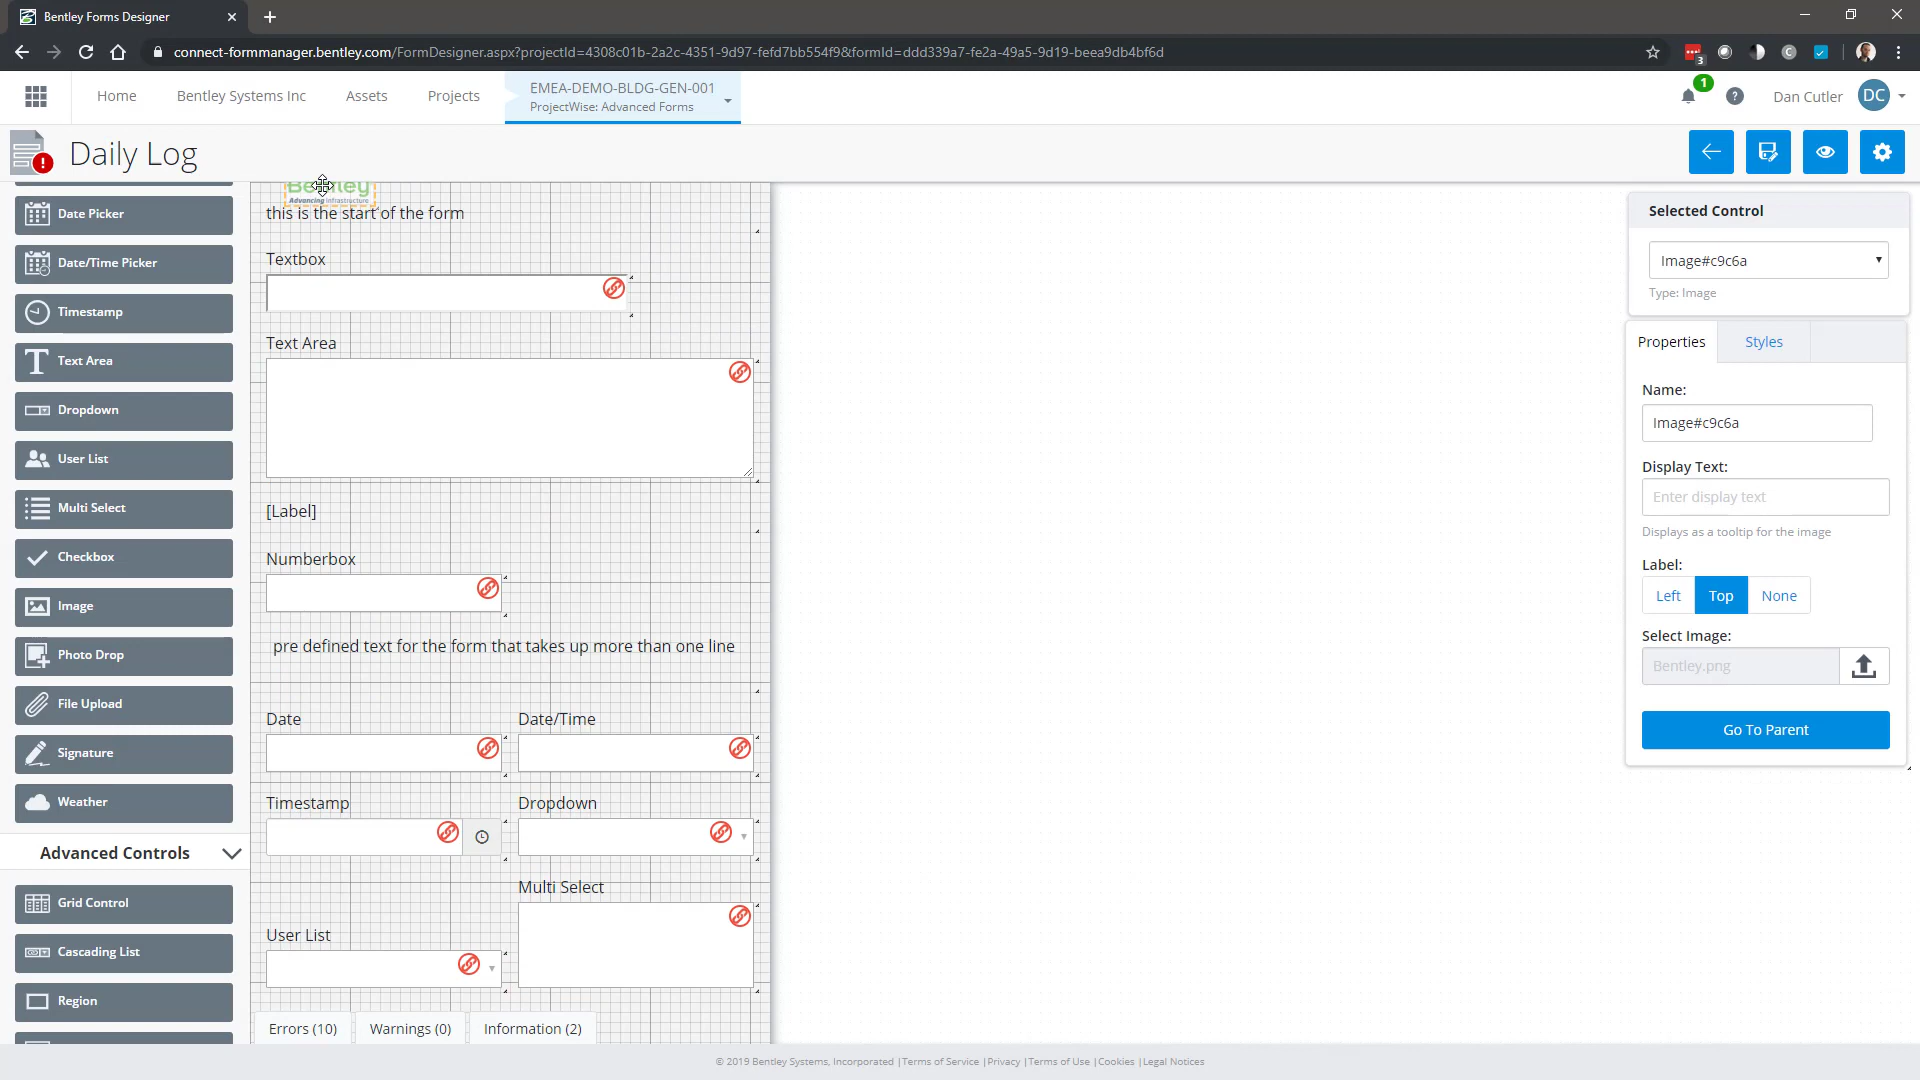 Bentley Forms Designer
connect-formmanager.bentley.com/FormDesigner.aspx?projectId=4308c01b-2a2c-4351-9d97-fefd7bb554f9&formId=ddd339a7-fe2a-49a5-9d19-beea9db4bf6d
3
Home
Bentley Systems Inc
Assets
Projects
EMEA-DEMO-BLDG-GEN-001
ProjectWise: Advanced Forms
1
Dan Cutler
DC
Daily Log
Date Picker
Date/Time Picker
Timestamp
Text Area
Dropdown
User List
Multi Select
Checkbox
Image
Photo Drop
File Upload
Signature
Weather
Advanced Controls
Grid Control
Cascading List
Region
Bentley
Advancing Infrastructure
this is the start of the form
Textbox
Text Area
[Label]
Numberbox
pre defined text for the form that takes up more than one line
Date
Date/Time
Timestamp
Dropdown
Multi Select
User List
Errors (10)
Warnings (0)
Information (2)
Selected Control
Image#c9c6a
Type: Image
Properties
Styles
Name:
Image#c9c6a
Display Text:
Enter display text
Displays as a tooltip for the image
Label:
Left
Top
None
Select Image:
Bentley.png
Go To Parent
© 2019 Bentley Systems, Incorporated |Terms of Service |Privacy |Terms of Use |Cookies |Legal Notices